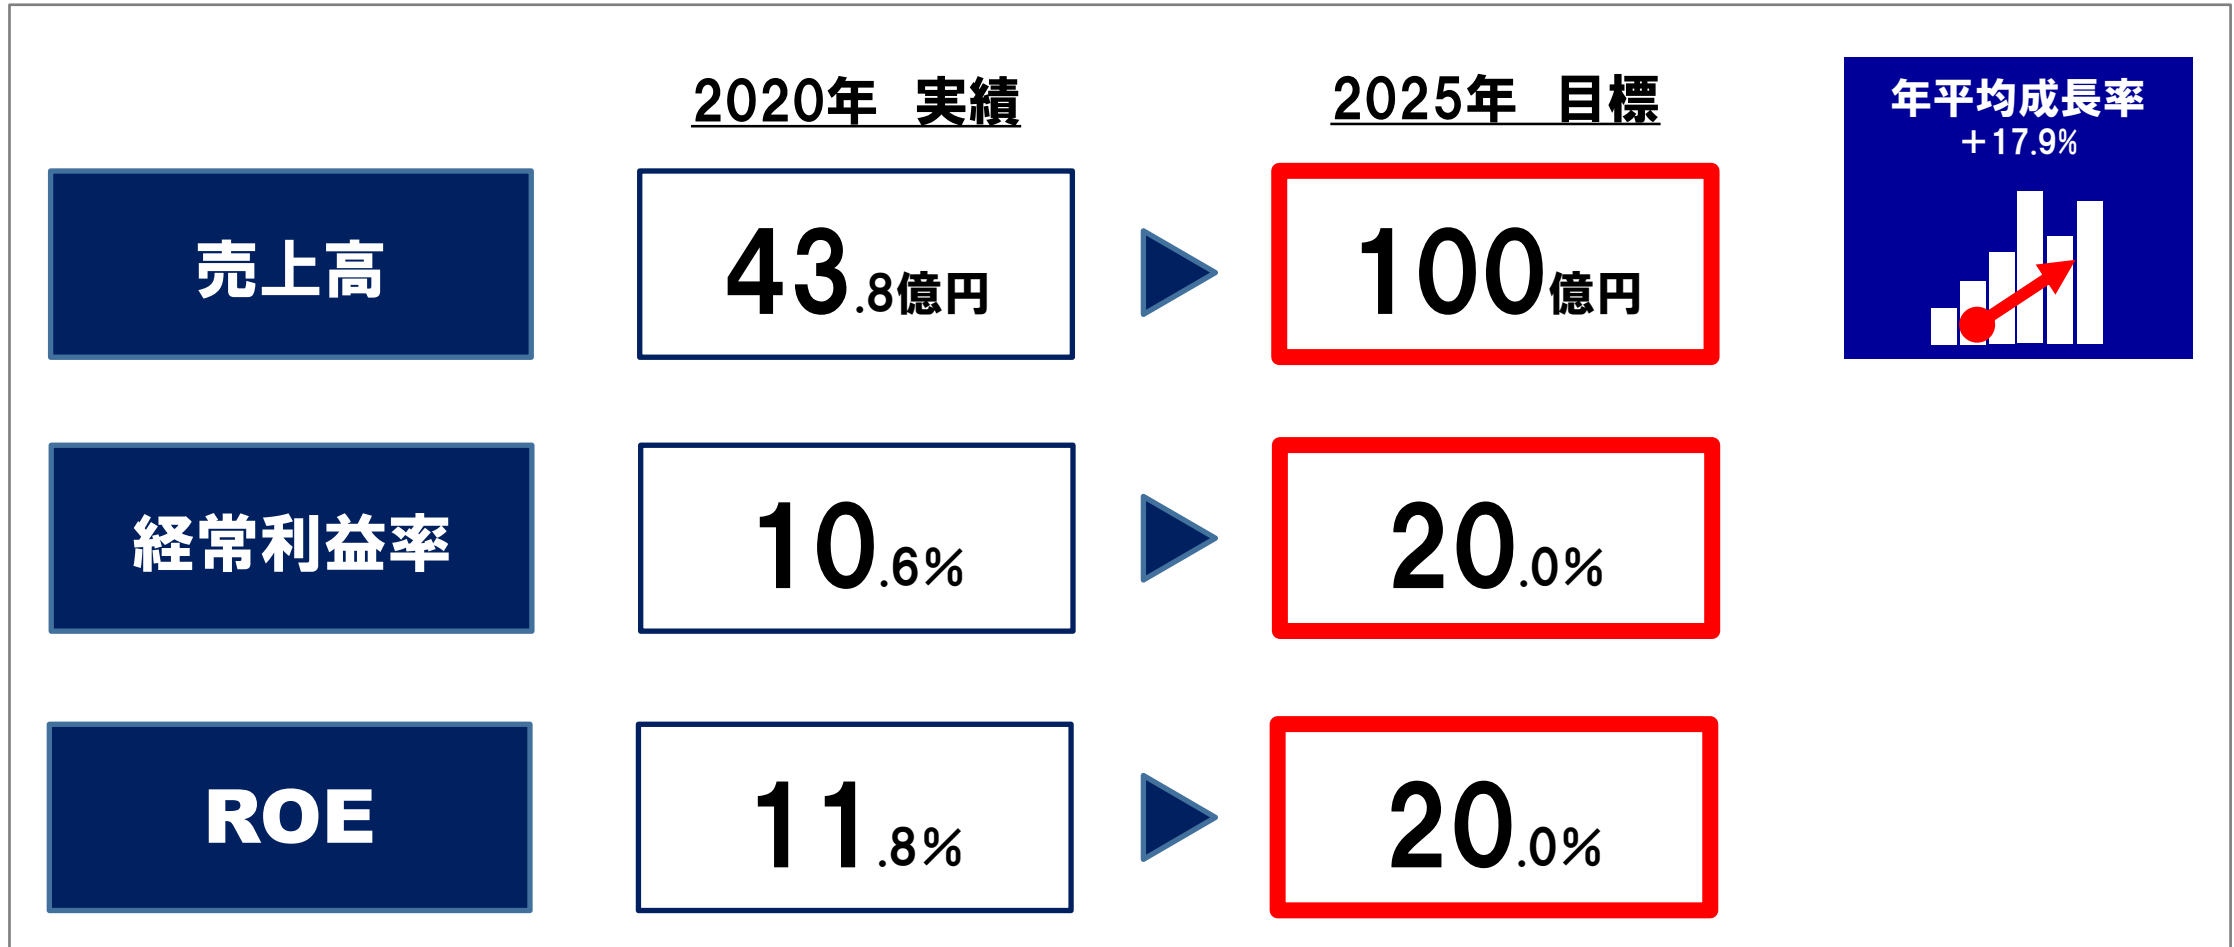 2020年　実績
2025年　目標
年平均成長率
＋17.9％
売上高
43.8億円
100億円
経常利益率
10.6％
20.0％
ROE
11.8％
20.0％